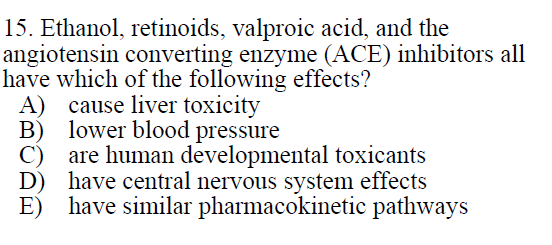 15. Ethanol, retinoids, valproic acid, and the
angiotensin converting enzyme (ACE) inhibitors all
have which of the following effects?
A) cause liver toxicity
B) lower blood pressure
C) are human developmental toxicants
D) have central nervous system effects
E) have similar pharmacokinetic pathways